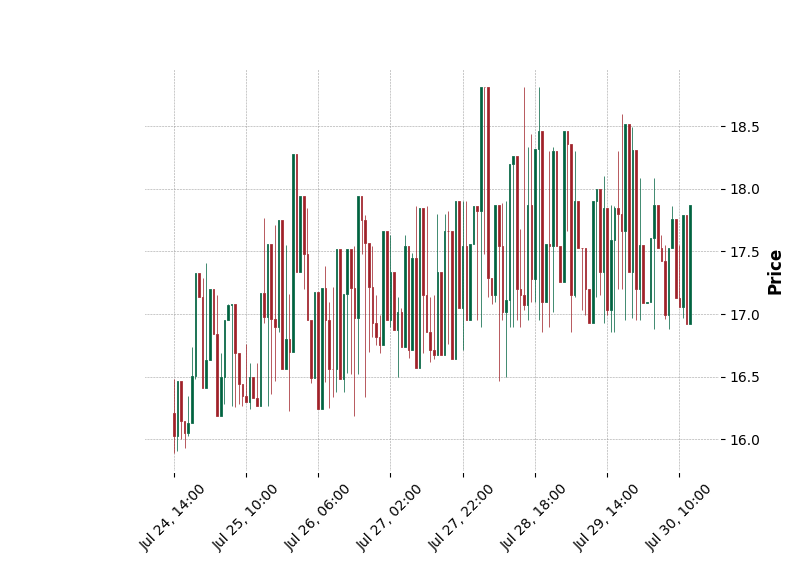 18.5
18.0
17.5
17.0
16.5
16.0
Price
Jul 24, 14:00
Jul 25, 10:00
Jul 26, 06:00
Jul 27, 02:00
Jul 27, 22:00
Jul 28, 18:00
Jul 29, 14:00
Jul 30, 10:00